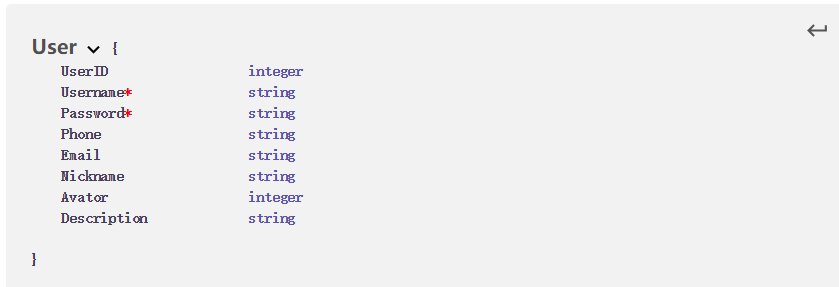 User {
UserID integer
Username* string
Password* string
Phone string
Email string
Nickname string
Avator integer
Description string
}